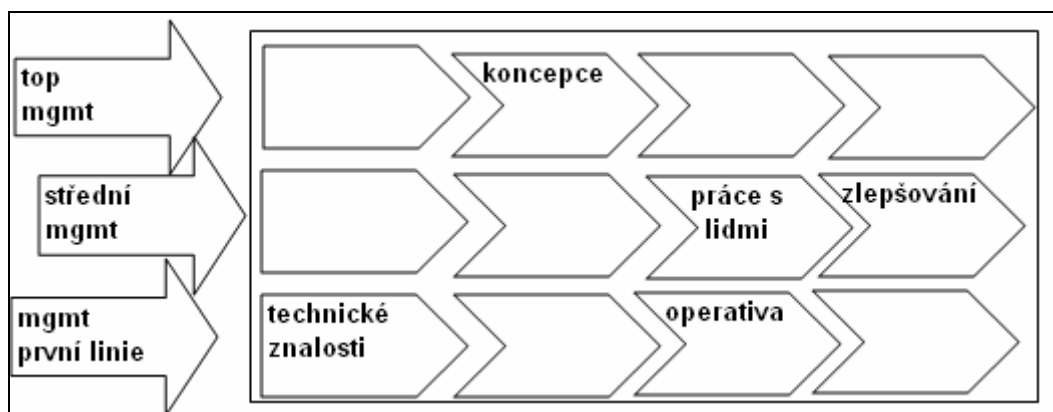 top
mgmt
koncepce
střední
mgmt
práce s
lidmi
zlepšování
mgmt
první linie
technické
znalosti
operativa